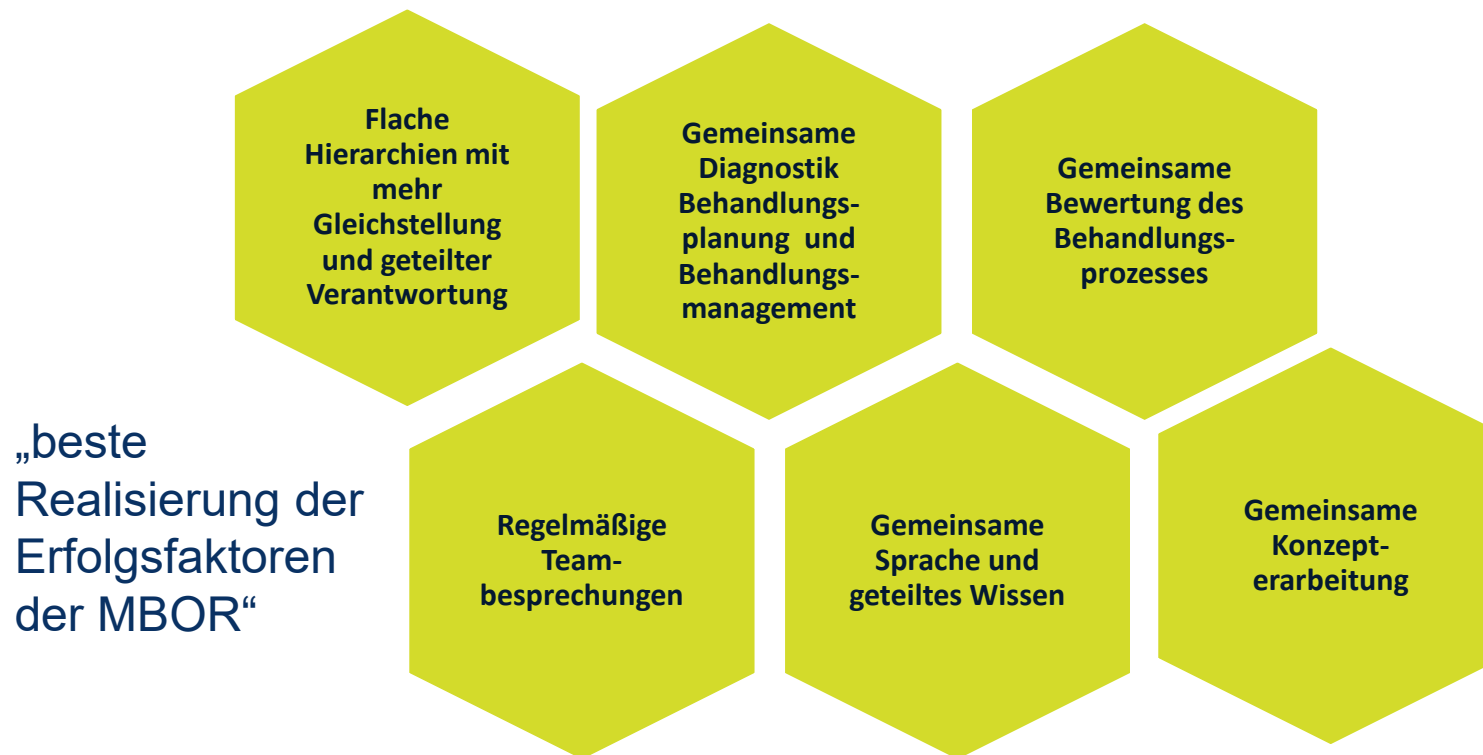 Flache
Hierarchien mit
mehr
Gleichstellung
und geteilter
Verantwortung
Gemeinsame
Diagnostik
Behandlungs-
planung und
Behandlungs-
management
Gemeinsame
Bewertung des
Behandlungs-
prozesses
„beste
Realisierung der
Erfolgsfaktoren
der MBOR“
Regelmäßige
Team-
besprechungen
Gemeinsame
Sprache und
geteiltes Wissen
Gemeinsame
Konzept-
erarbeitung